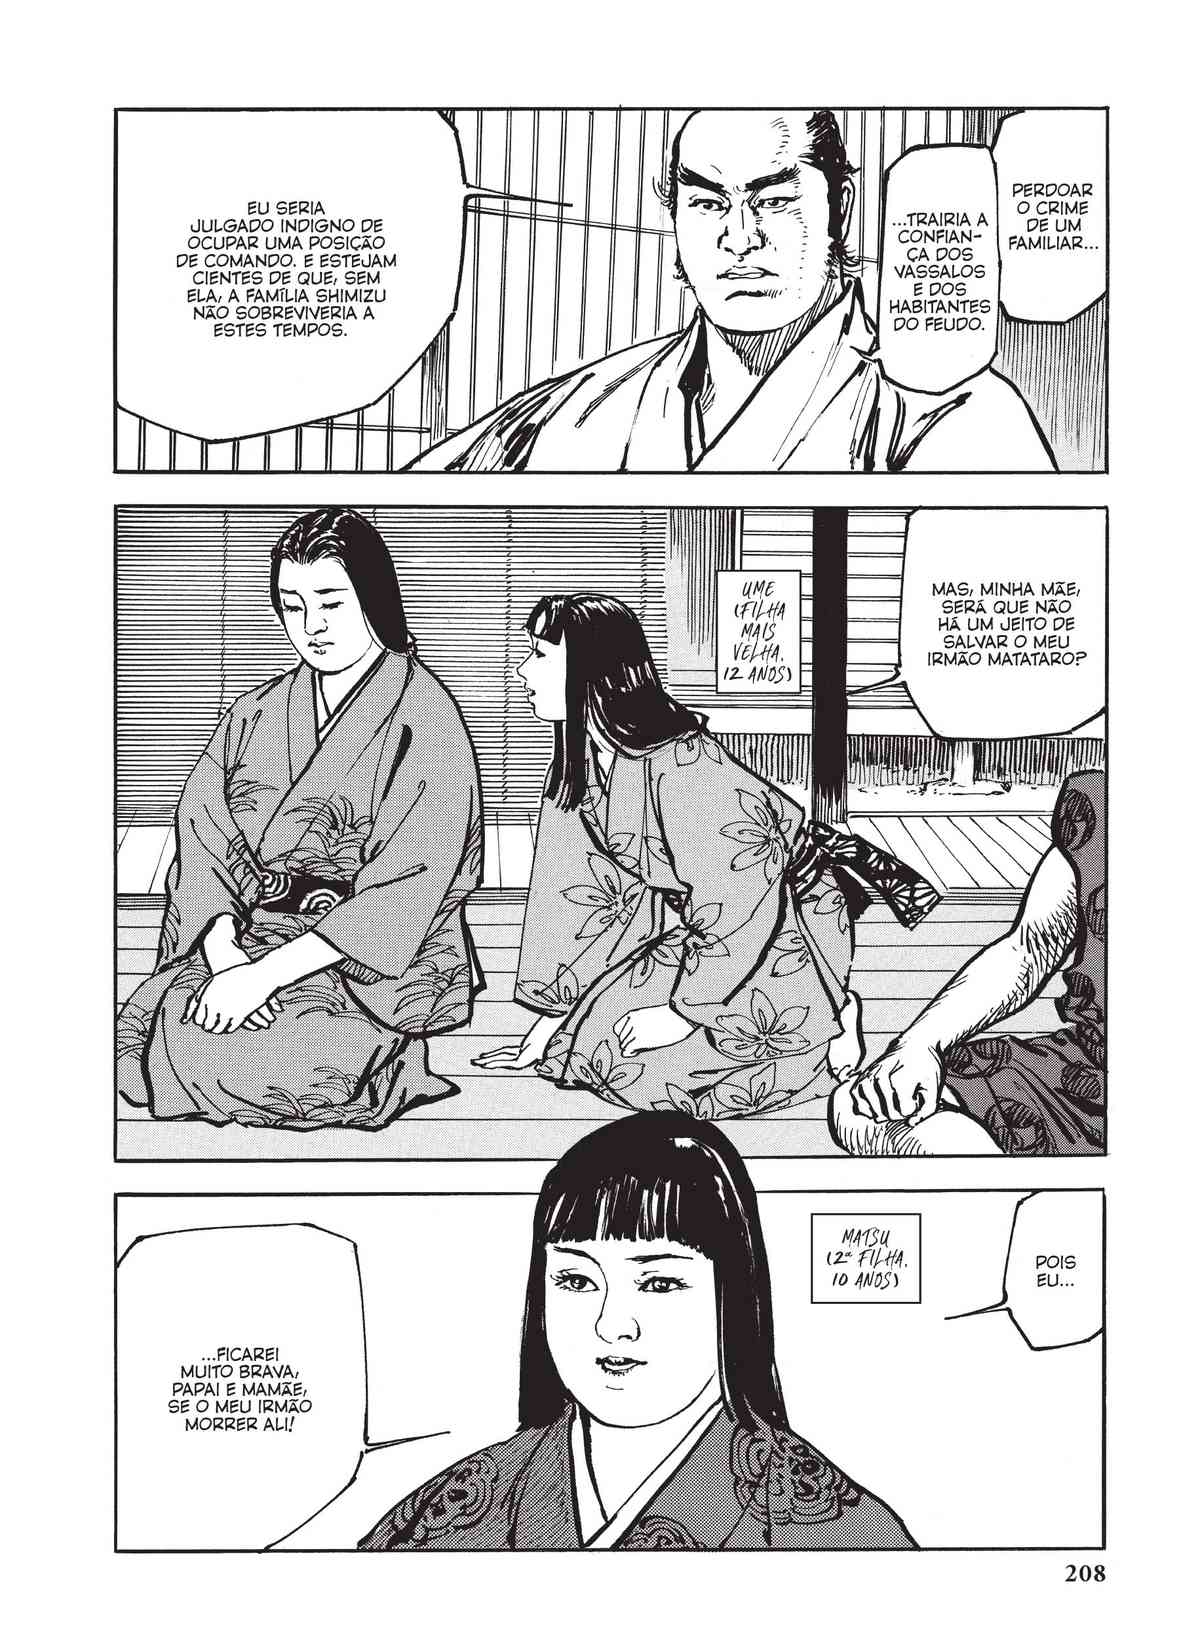 PERDOAR
O CRIME
DE UM
FAMILIAR...
...TRAIRIA A
CONFIAN-
ÇA DOS
VASSALOS
E DOS
HABITANTES
DO FEUDO.
EU SERIA
JULGADO INDIGNO DE
OCUPAR UMA POSIÇÃO
DE COMANDO. E ESTEJAM
CIENTES DE QUE, SEM
ELA, A FAMÍLIA SHIMIZU
NÃO SOBREVIVERIA A
ESTES TEMPOS.
MAS, MINHA MÃE,
SERÁ QUE NÃO
HÁ UM JEITO DE
SALVAR O MEU
IRMÃO MATATARO?
UME
(FILHA
MAIS
VELHA.
12 ANOS)
POIS
EU...
MATSU
(2ª FILHA.
10 ANOS)
...FICAREI
MUITO BRAVA,
PAPAI E MAMÃE,
SE O MEU IRMÃO
MORRER ALI!
208